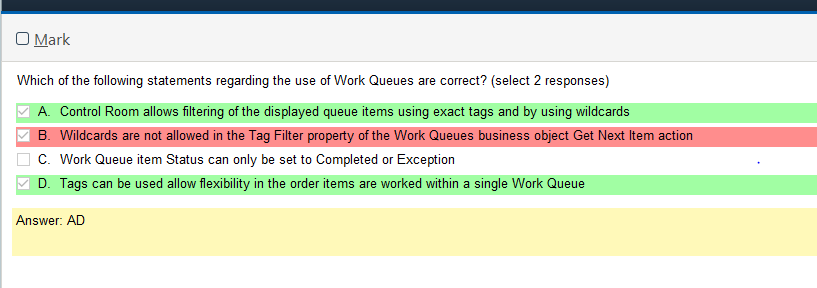 Mark
Which of the following statements regarding the use of Work Queues are correct? (select 2 responses)
A. Control Room allows filtering of the displayed queue items using exact tags and by using wildcards
B. Wildcards are not allowed in the Tag Filter property of the Work Queues business object Get Next Item action
C. Work Queue item Status can only be set to Completed or Exception
D. Tags can be used allow flexibility in the order items are worked within a single Work Queue
Answer: AD